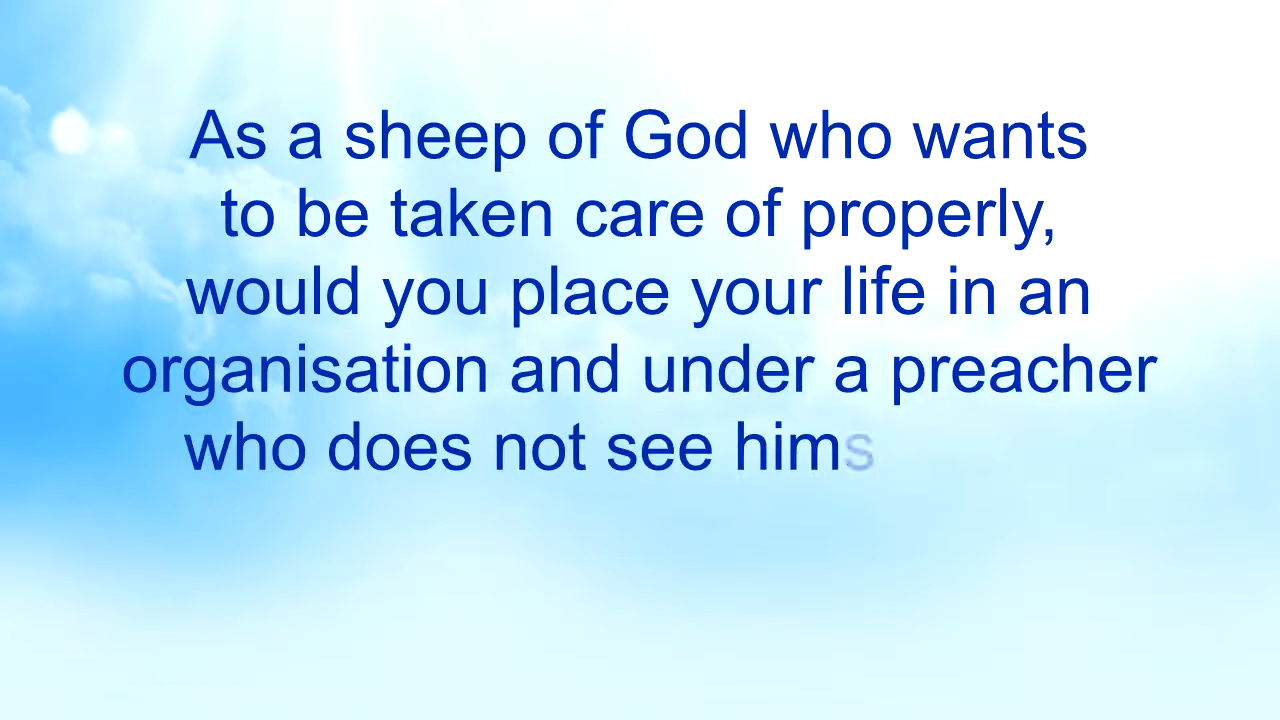 As a sheep of God who wants
to be taken care of properly,
would you place your life in an
organisation and under a preacher
who does not see hims